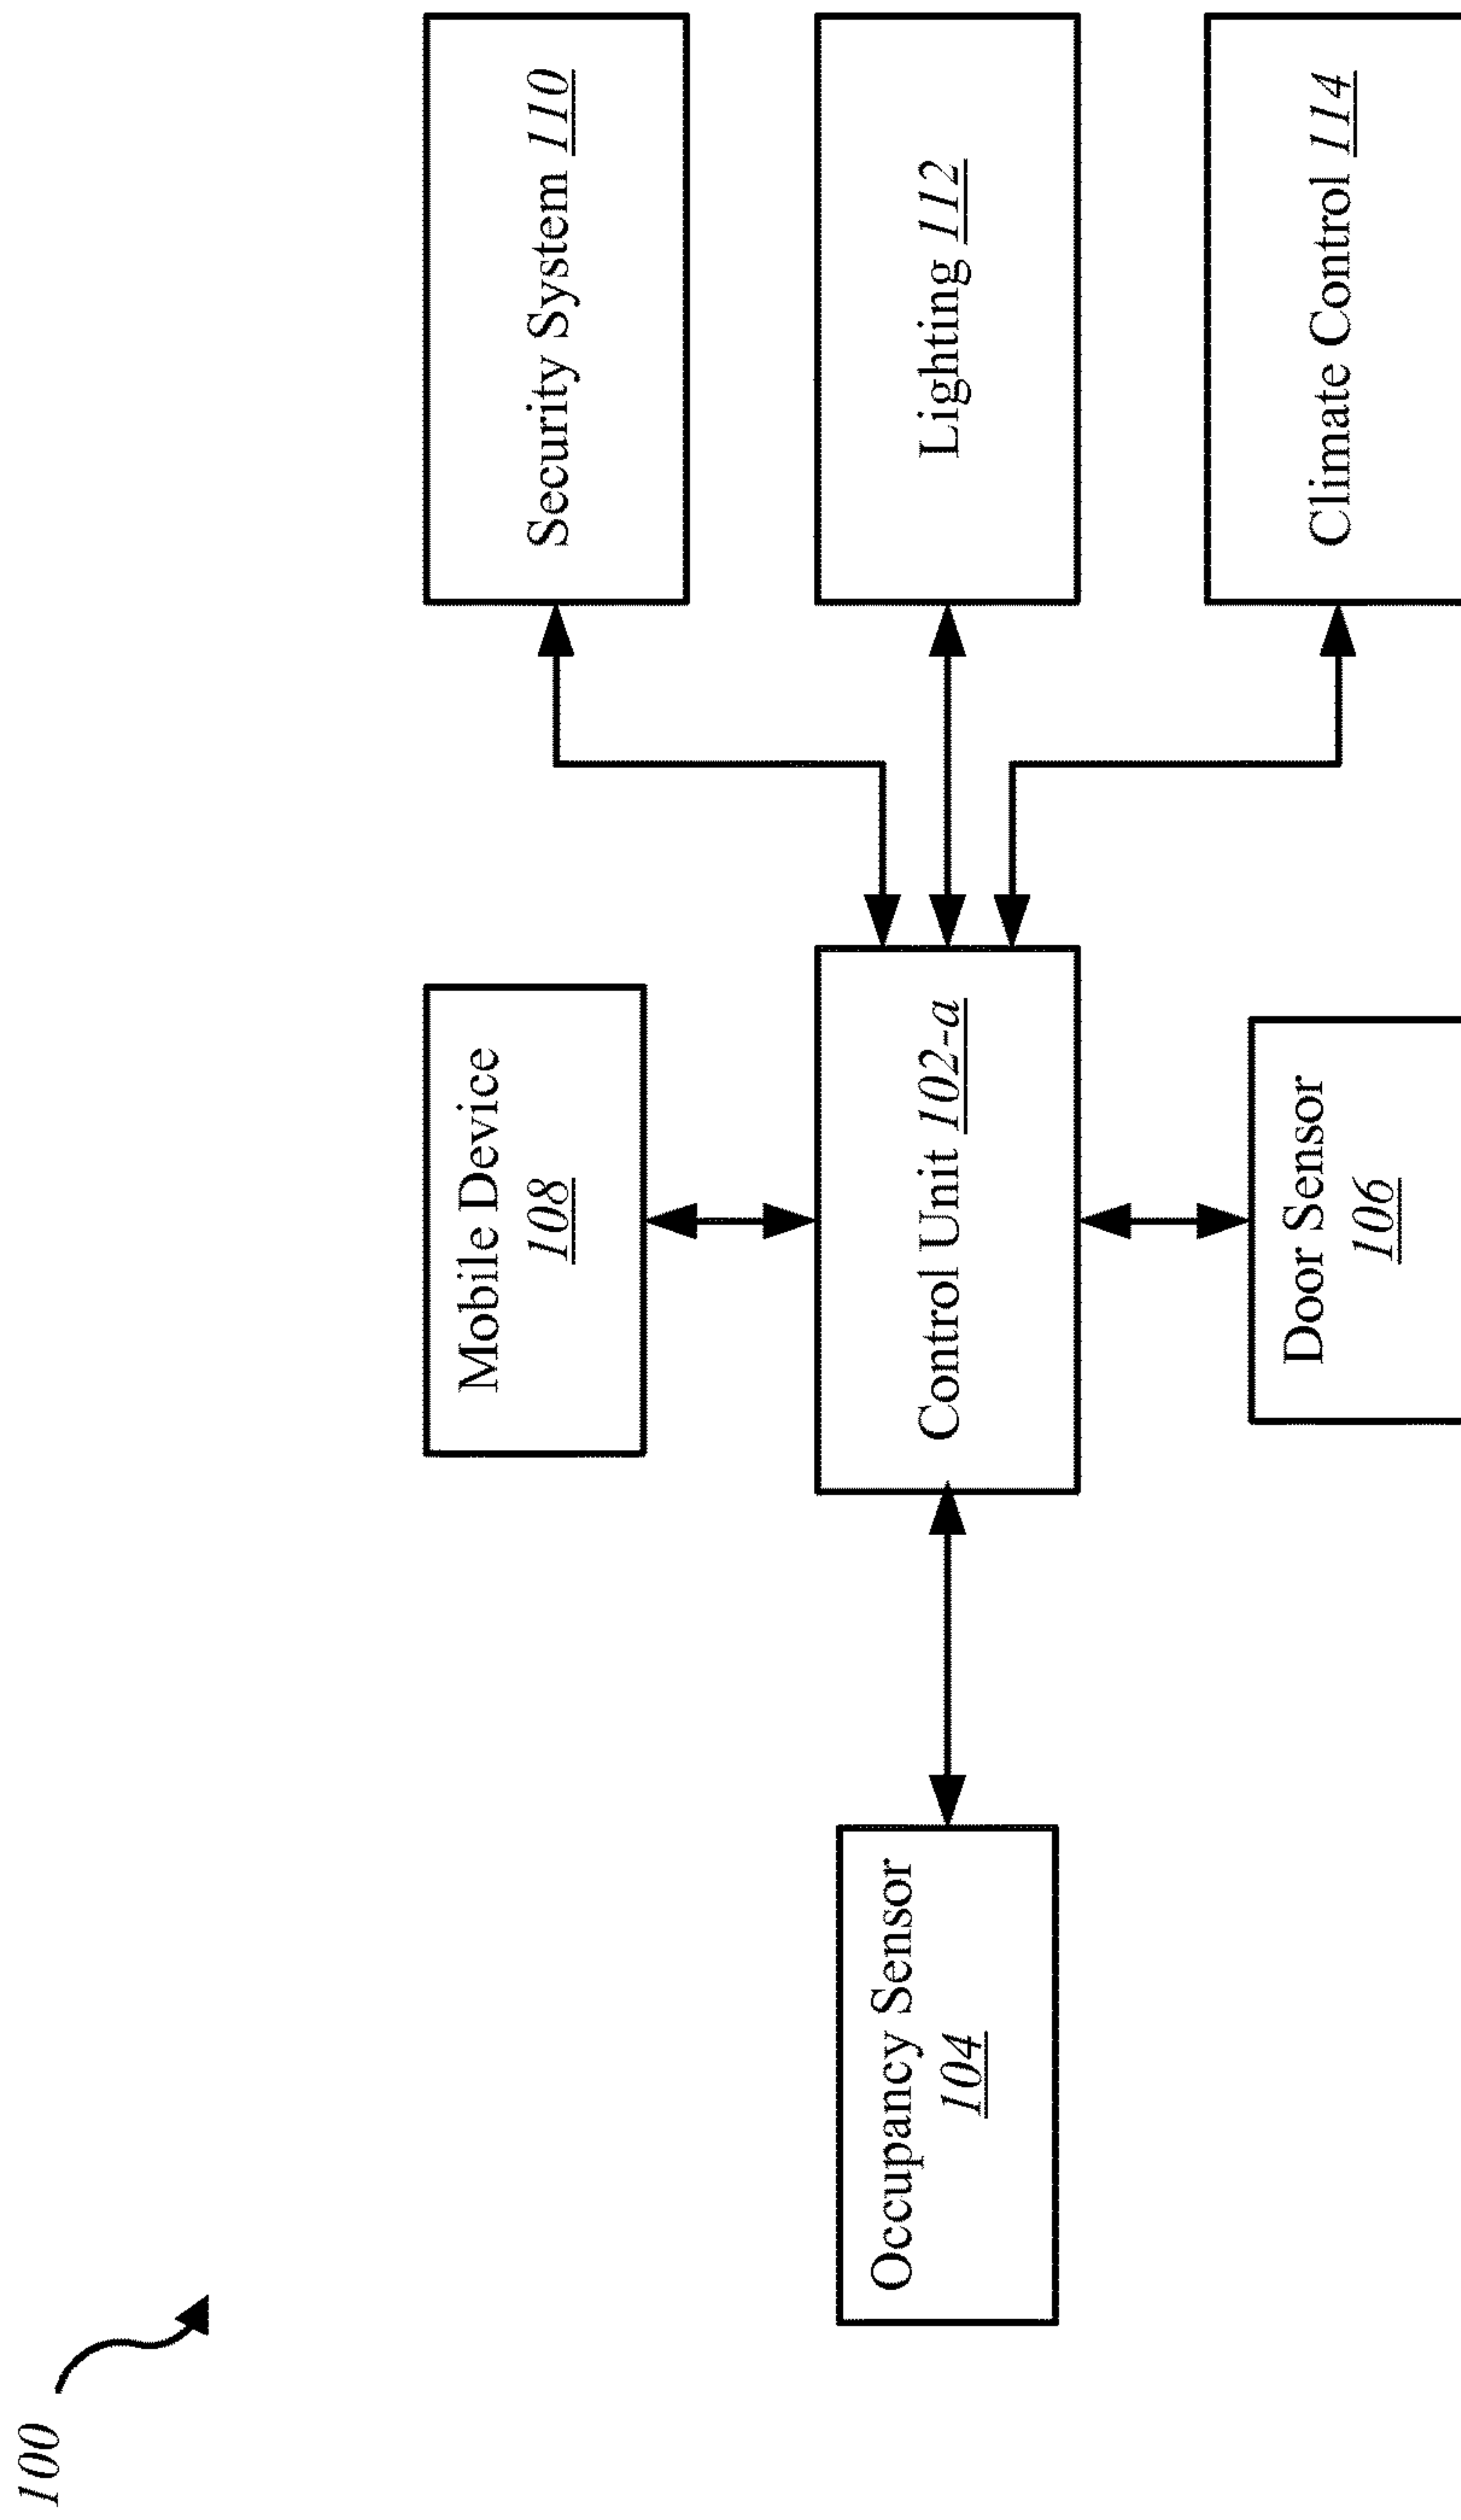 100
Mobile Device
108
Security System 110
Occupancy Sensor
104
Control Unit 102-a
Lighting 112
Door Sensor
106
Climate Control 114